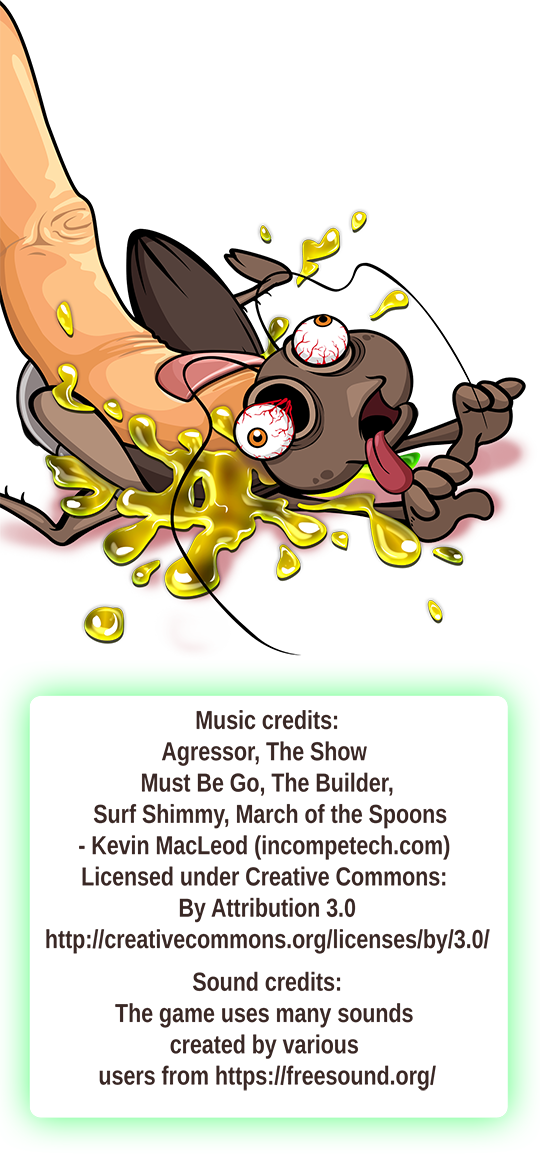 Music credits:
Agressor, The Show
Must Be Go, The Builder,
Surf Shimmy, March of the Spoons
- Kevin MacLeod (incompetech.com)
Licensed under Creative Commons:
By Attribution 3.0
http://creativecommons.org/licenses/by/3.0/
Sound credits:
The game uses many sounds
created by various
users from https://freesound.org/